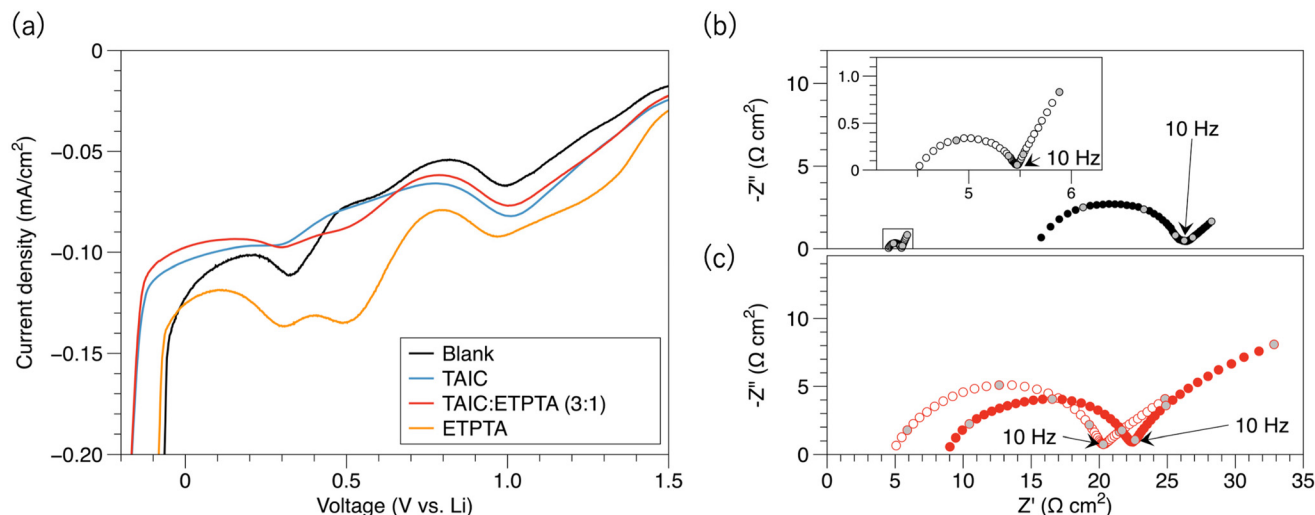 (a)
0
−0.05
−0.10
−0.15
−0.20
Current density (mA/cm²)
0
0.5
1.0
1.5
Voltage (V vs. Li)
Blank
TAIC
TAIC:ETPTA (3:1)
ETPTA
(b)
10
5
0
-Z" (Ω cm²)
1.0
0.5
0
5
6
10 Hz
10 Hz
(c)
10
5
0
-Z" (Ω cm²)
10 Hz
10 Hz
0
5
10
15
20
25
30
35
Z' (Ω cm²)